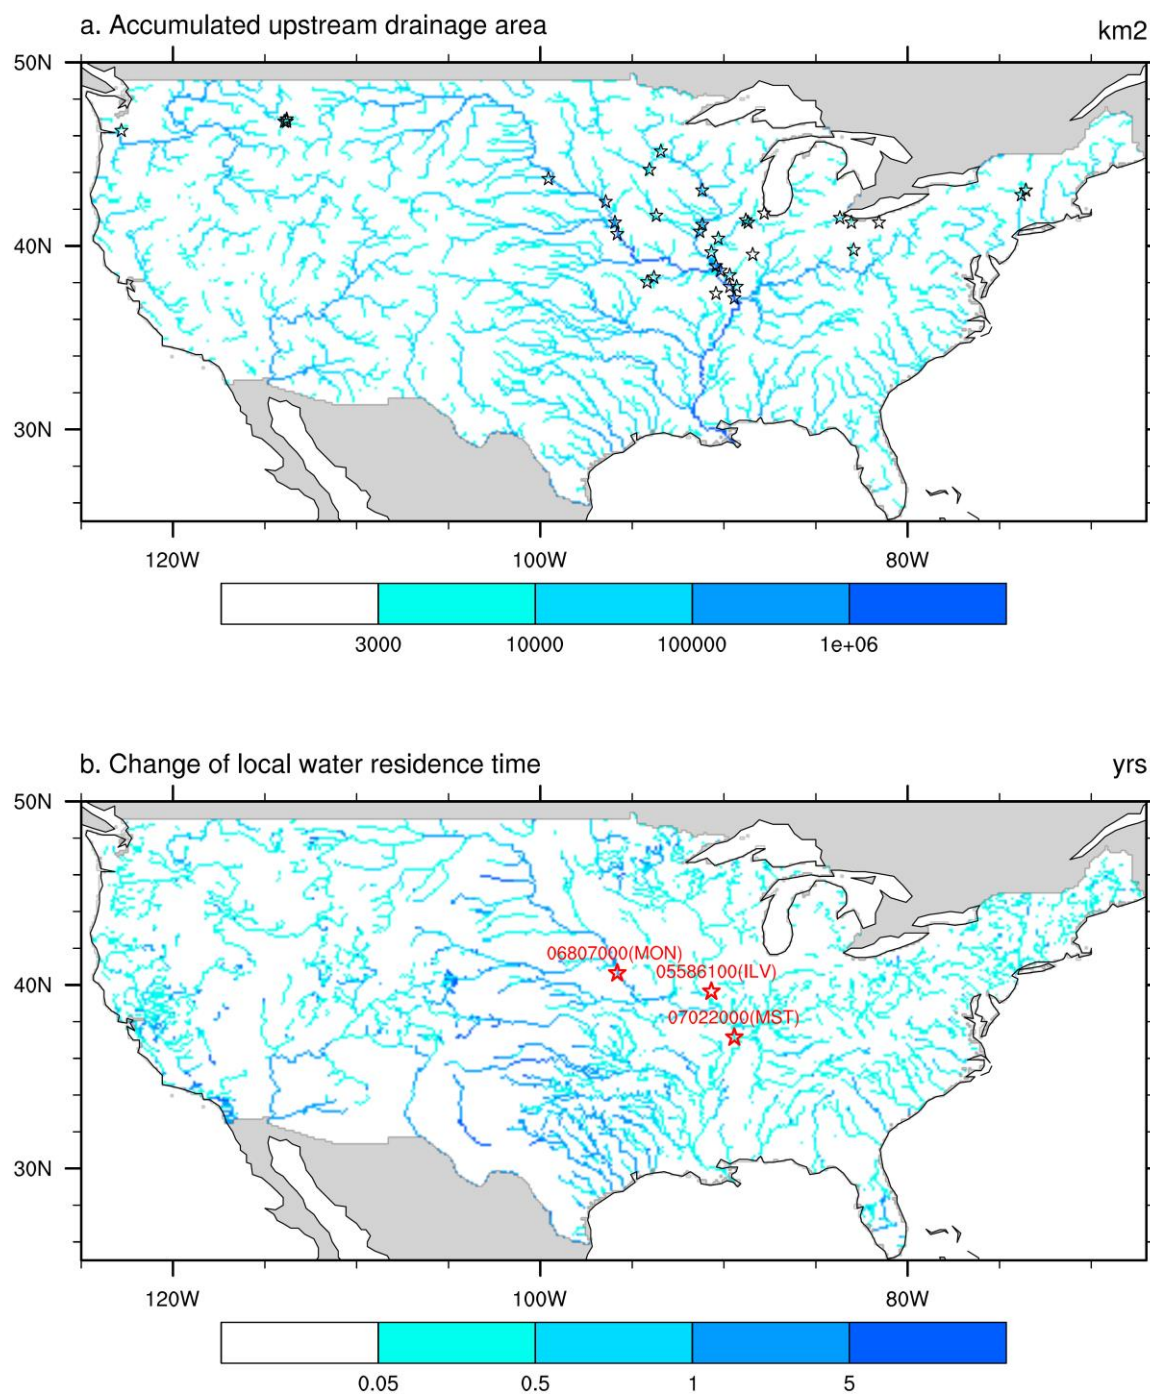 a. Accumulated upstream drainage area
km2
50N
40N
30N
120W 100W 80W
3000 10000 100000 1e+06
b. Change of local water residence time
yrs
50N
06807000(MON)
05586100(ILV)
40N
07022000(MST)
30N
120W 100W 80W
0.05 0.5 1 5